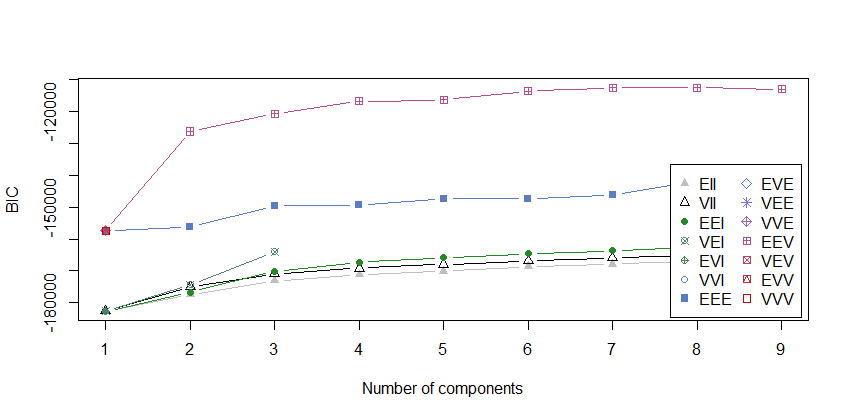 -120000
-150000
-180000
BIC
EII EVE
VII VEE
EEI VVE
VEI EEV
EVI VEV
VVI EVV
EEE VVV
1 2 3 4 5 6 7 8 9
Number of components